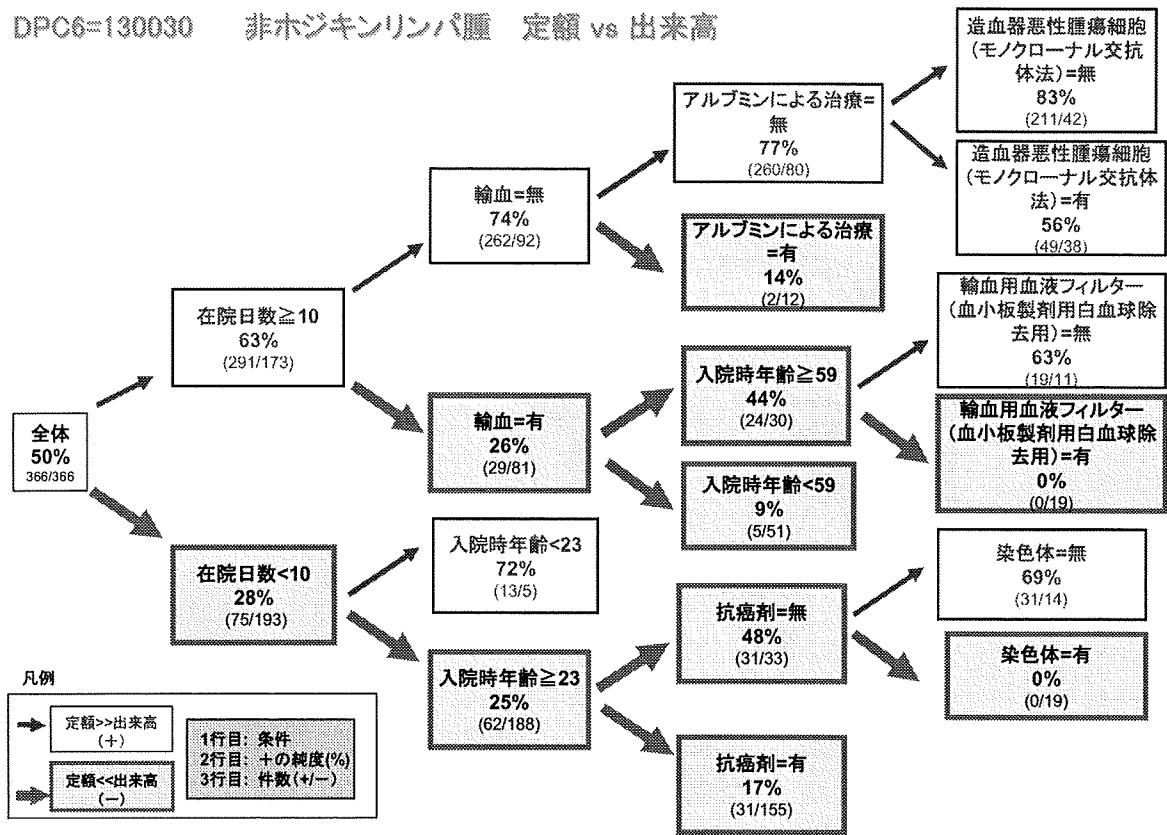 DPC6=130030 非ホジキンリンパ腫 定額 vs 出来高
造血器悪性腫瘍細胞
(モノクローナル交抗
体法)=無
83%
(211/42)
アルブミンによる治療=
無
77%
(260/80)
造血器悪性腫瘍細胞
(モノクローナル交抗体
法)=有
56%
(49/38)
輸血=無
74%
(262/92)
アルブミンによる治療
=有
14%
(2/12)
在院日数≧10
63%
(291/173)
輸血用血液フィルター
(血小板製剤用白血球除
去用)=無
63%
(19/11)
入院時年齢≧59
44%
(24/30)
輸血=有
26%
(29/81)
輸血用血液フィルター
(血小板製剤用白血球除
去用)=有
0%
(0/19)
全体
50%
366/366
入院時年齢<59
9%
(5/51)
入院時年齢<23
72%
(13/5)
染色体=無
69%
(31/14)
在院日数<10
28%
(75/193)
抗癌剤=無
48%
(31/33)
染色体=有
0%
(0/19)
入院時年齢≧23
25%
(62/188)
抗癌剤=有
17%
(31/155)
凡例
定額>>出来高
(+)
定額<<出来高
(-)
1行目: 条件
2行目: +の純度(%)
3行目: 件数(+/-)